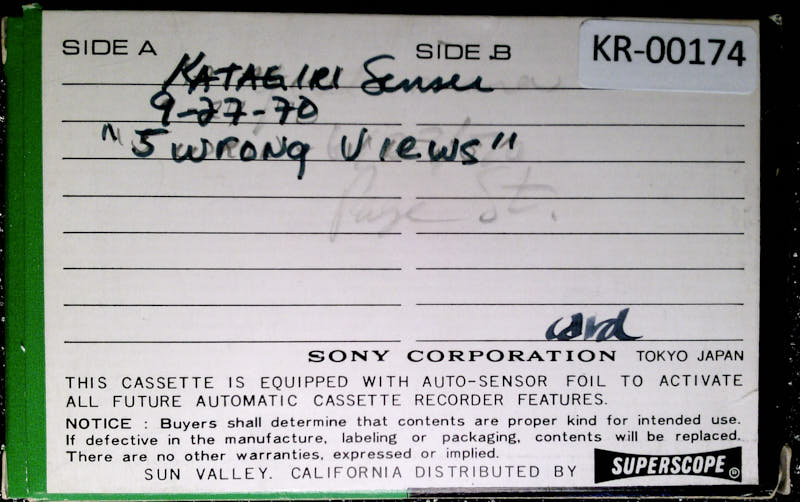 SIDE A SIDE B KR-00174
KATAGIRI Sensei
9-27-70
"5 WRONG VIEWS"
Page St.
card
SONY CORPORATION TOKYO JAPAN
THIS CASSETTE IS EQUIPPED WITH AUTO-SENSOR FOIL TO ACTIVATE
ALL FUTURE AUTOMATIC CASSETTE RECORDER FEATURES.
NOTICE : Buyers shall determine that contents are proper kind for intended use.
If defective in the manufacture, labeling or packaging, contents will be replaced.
There are no other warranties, expressed or implied.
SUN VALLEY. CALIFORNIA DISTRIBUTED BY SUPERSCOPE®